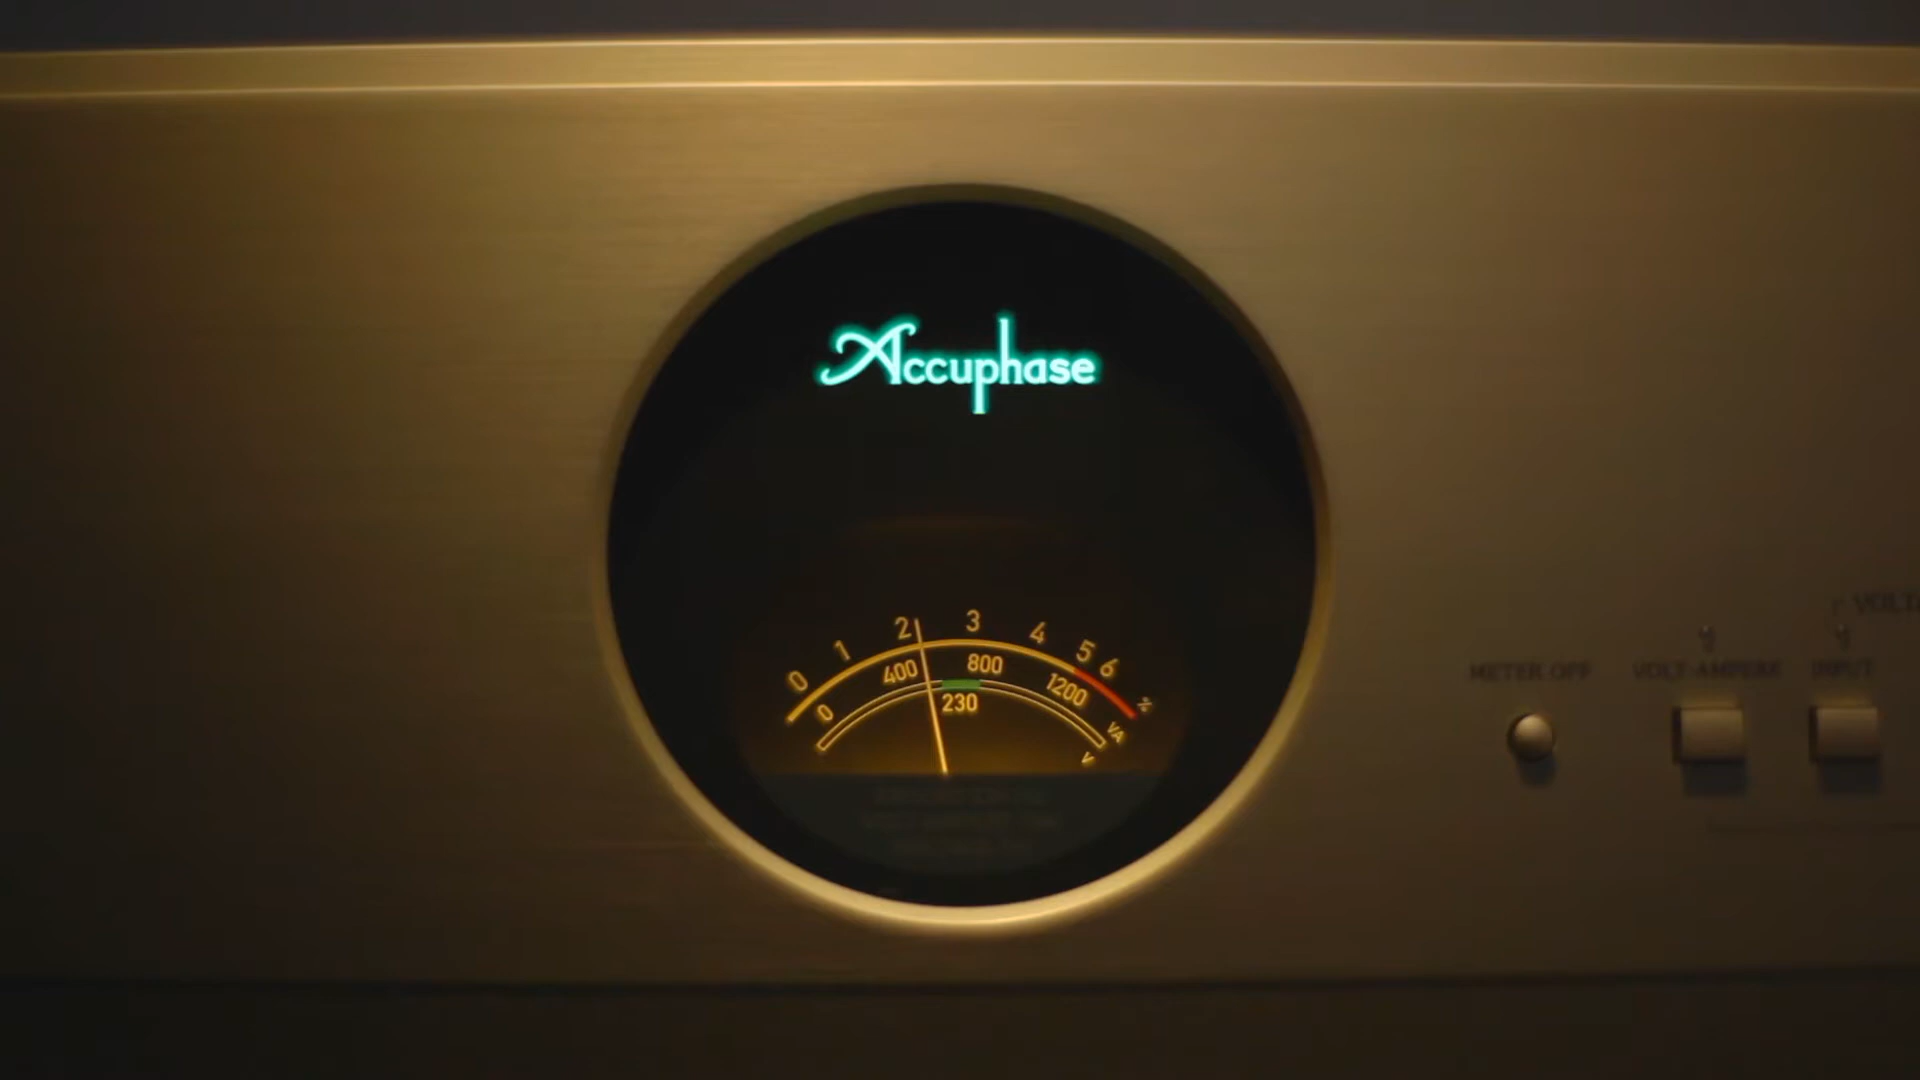 Accuphase
0 1 2 3 4 5 6 %
0 400 800 1200 VA
230 V
VOLTA
METER OFF
VOLT-AMPERE
INPUT